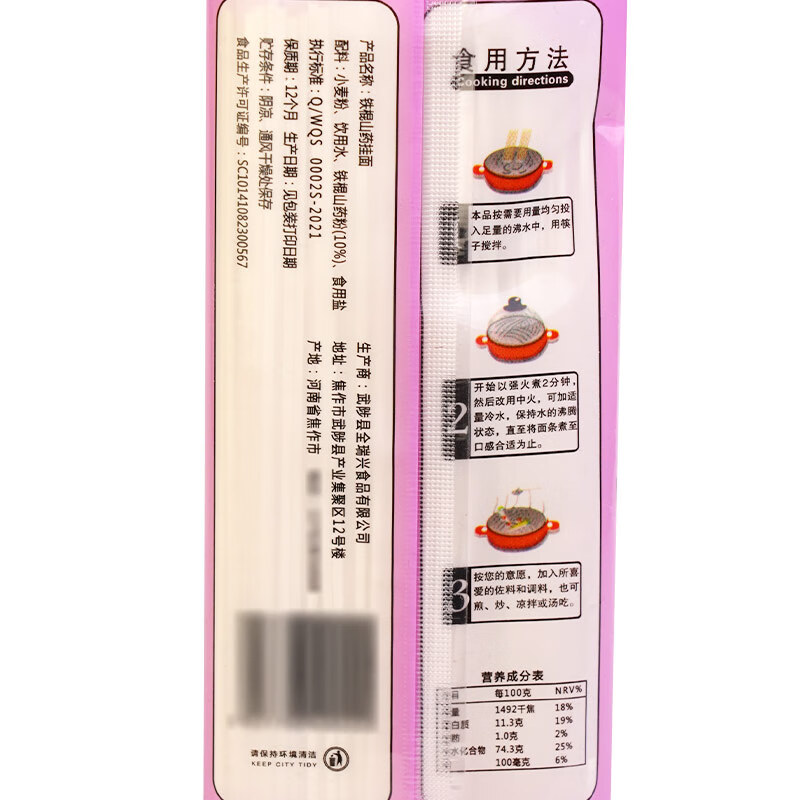 产品名称：铁棍山药挂面
配料：小麦粉、饮用水、铁棍山药粉(10%)、食用盐
执行标准：Q/WQS 0002S-2021
保质期：12个月 生产日期：见包装打印日期
贮存条件：阴凉、通风干燥处保存
食品生产许可证编号：SC10141082300567
生产商：武陟县全瑞兴食品有限公司
地址：焦作市武陟县产业集聚区12号楼
产地：河南省焦作市
请保持环境清洁
KEEP CITY TIDY
食用方法
Cooking directions
本品按需要用量均匀投
入足量的沸水中，用筷
子搅拌。
2
开始以强火煮2分钟，
然后改用中火，可加适
量冷水，保持水的沸腾
状态，直至将面条煮至
口感合适为止。
3
按您的意愿，加入所喜
爱的佐料和调料，也可
煎、炒、凉拌或汤吃。
营养成分表
目 每100克 NRV%
量 1492千焦 18%
白质 11.3克 19%
1.0克 2%
水化合物 74.3克 25%
100毫克 6%